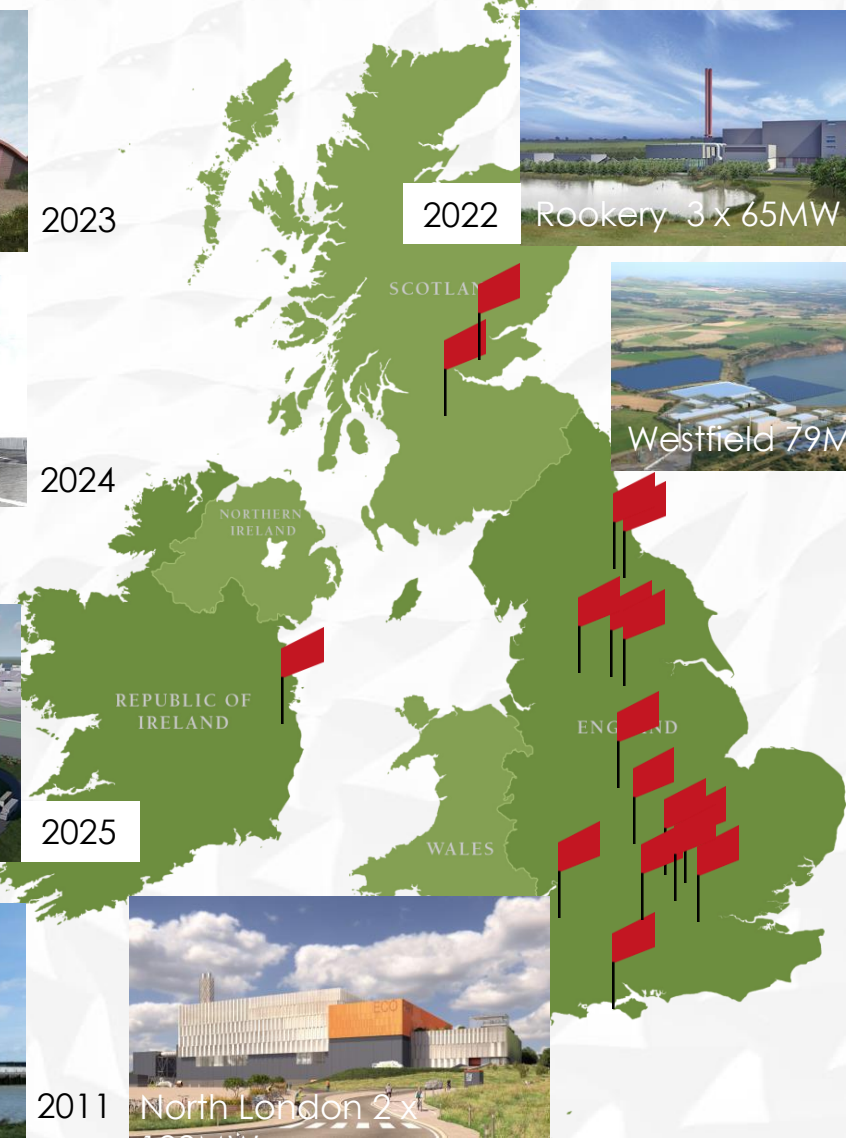 2023
2022
Rookery 3 x 65MW
SCOTLAN
Westfield 79M
2024
NORTHERN
IRELAND
REPUBLIC OF
IRELAND
ENGLAND
2025
WALES
ECO
2011
North London 2 x